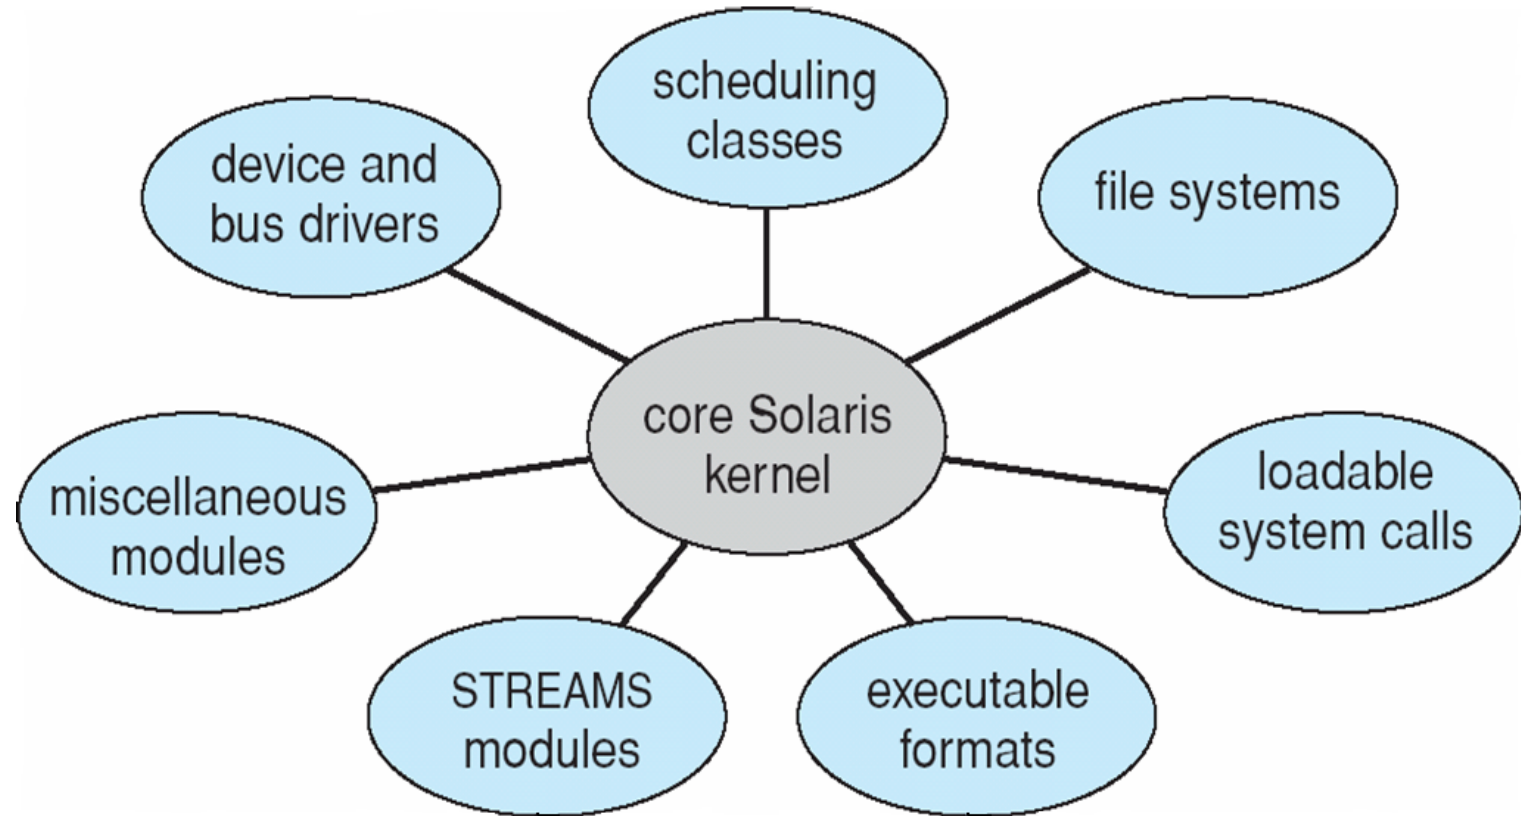 scheduling
classes
device and
bus drivers
file systems
core Solaris
kernel
miscellaneous
modules
loadable
system calls
STREAMS
modules
executable
formats